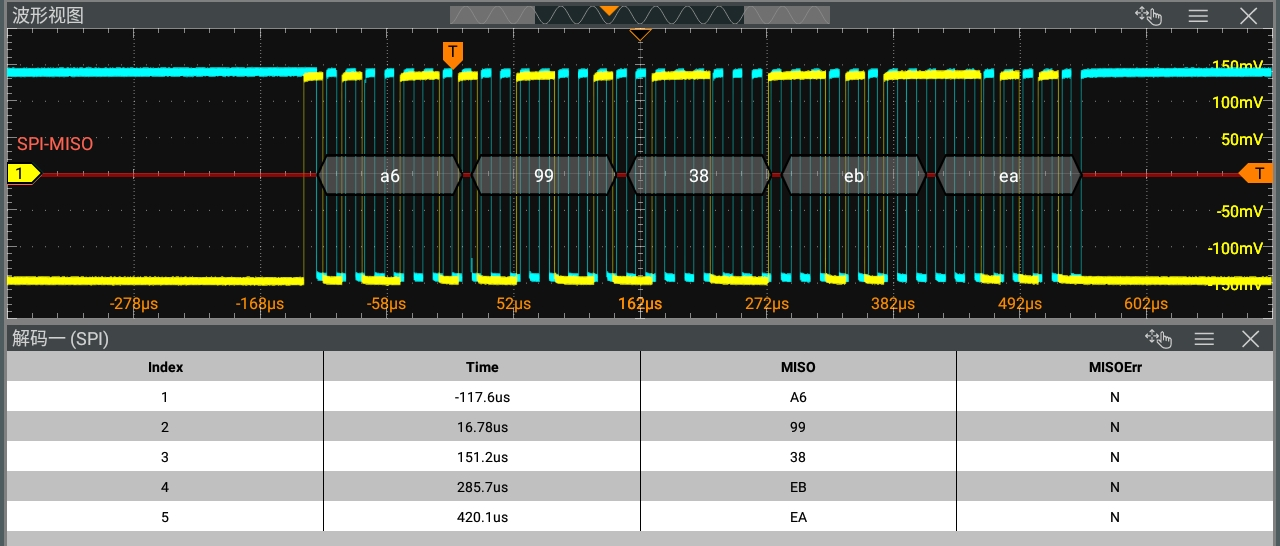 波形视图
T
150mV
100mV
50mV
SPI-MISO
1
a6
99
38
eb
ea
T
-50mV
-100mV
-150mV
-278µs
-168µs
-58µs
52µs
162µs
272µs
382µs
492µs
602µs
解码一 (SPI)
Index Time MISO MISOErr
1 -117.6us A6 N
2 16.78us 99 N
3 151.2us 38 N
4 285.7us EB N
5 420.1us EA N